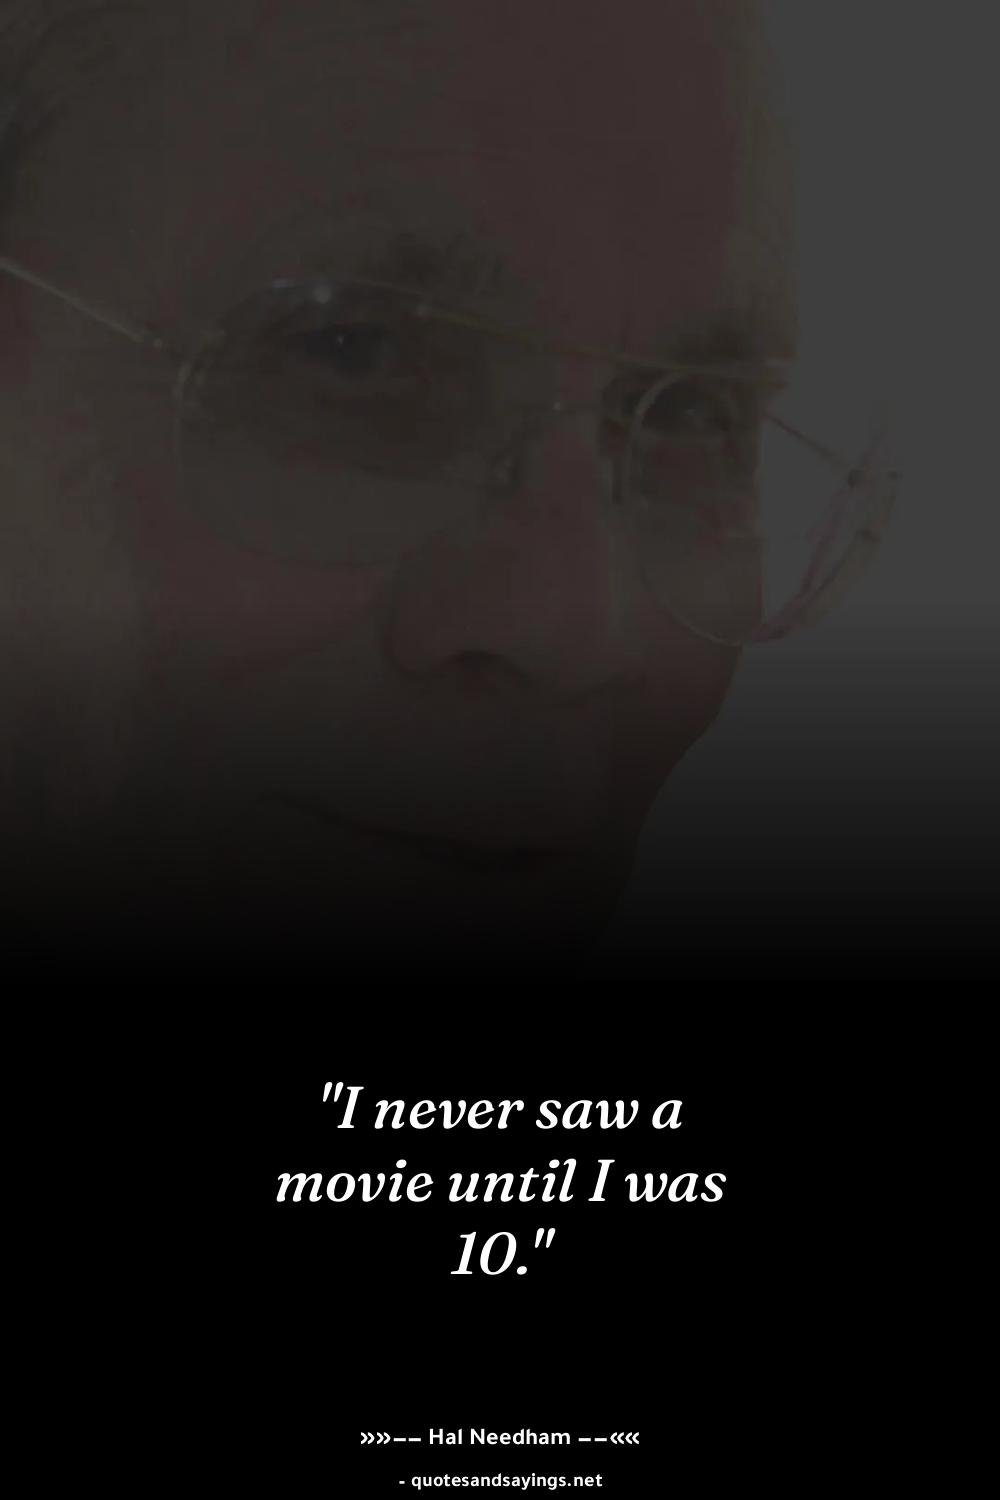 "I never saw a
movie until I was
10."
»»−− Hal Needham −−««
- quotesandsayings.net